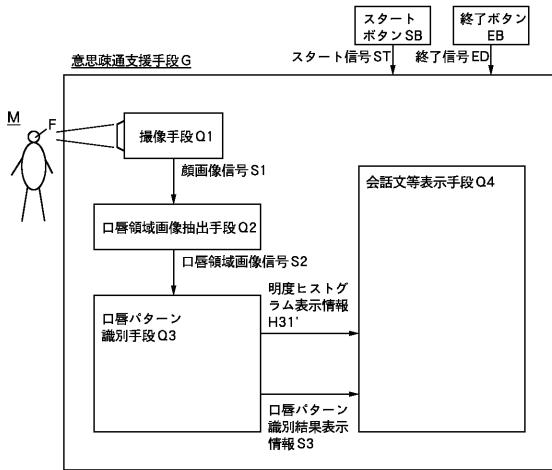 スタート
ボタンSB
終了ボタン
EB
スタート信号ST
終了信号ED
意思疎通支援手段G
M
F
撮像手段Q1
顔画像信号S1
口唇領域画像抽出手段Q2
口唇領域画像信号S2
口唇パターン
識別手段Q3
明度ヒストグ
ラム表示情報
H31'
口唇パターン
識別結果表示
情報S3
会話文等表示手段Q4